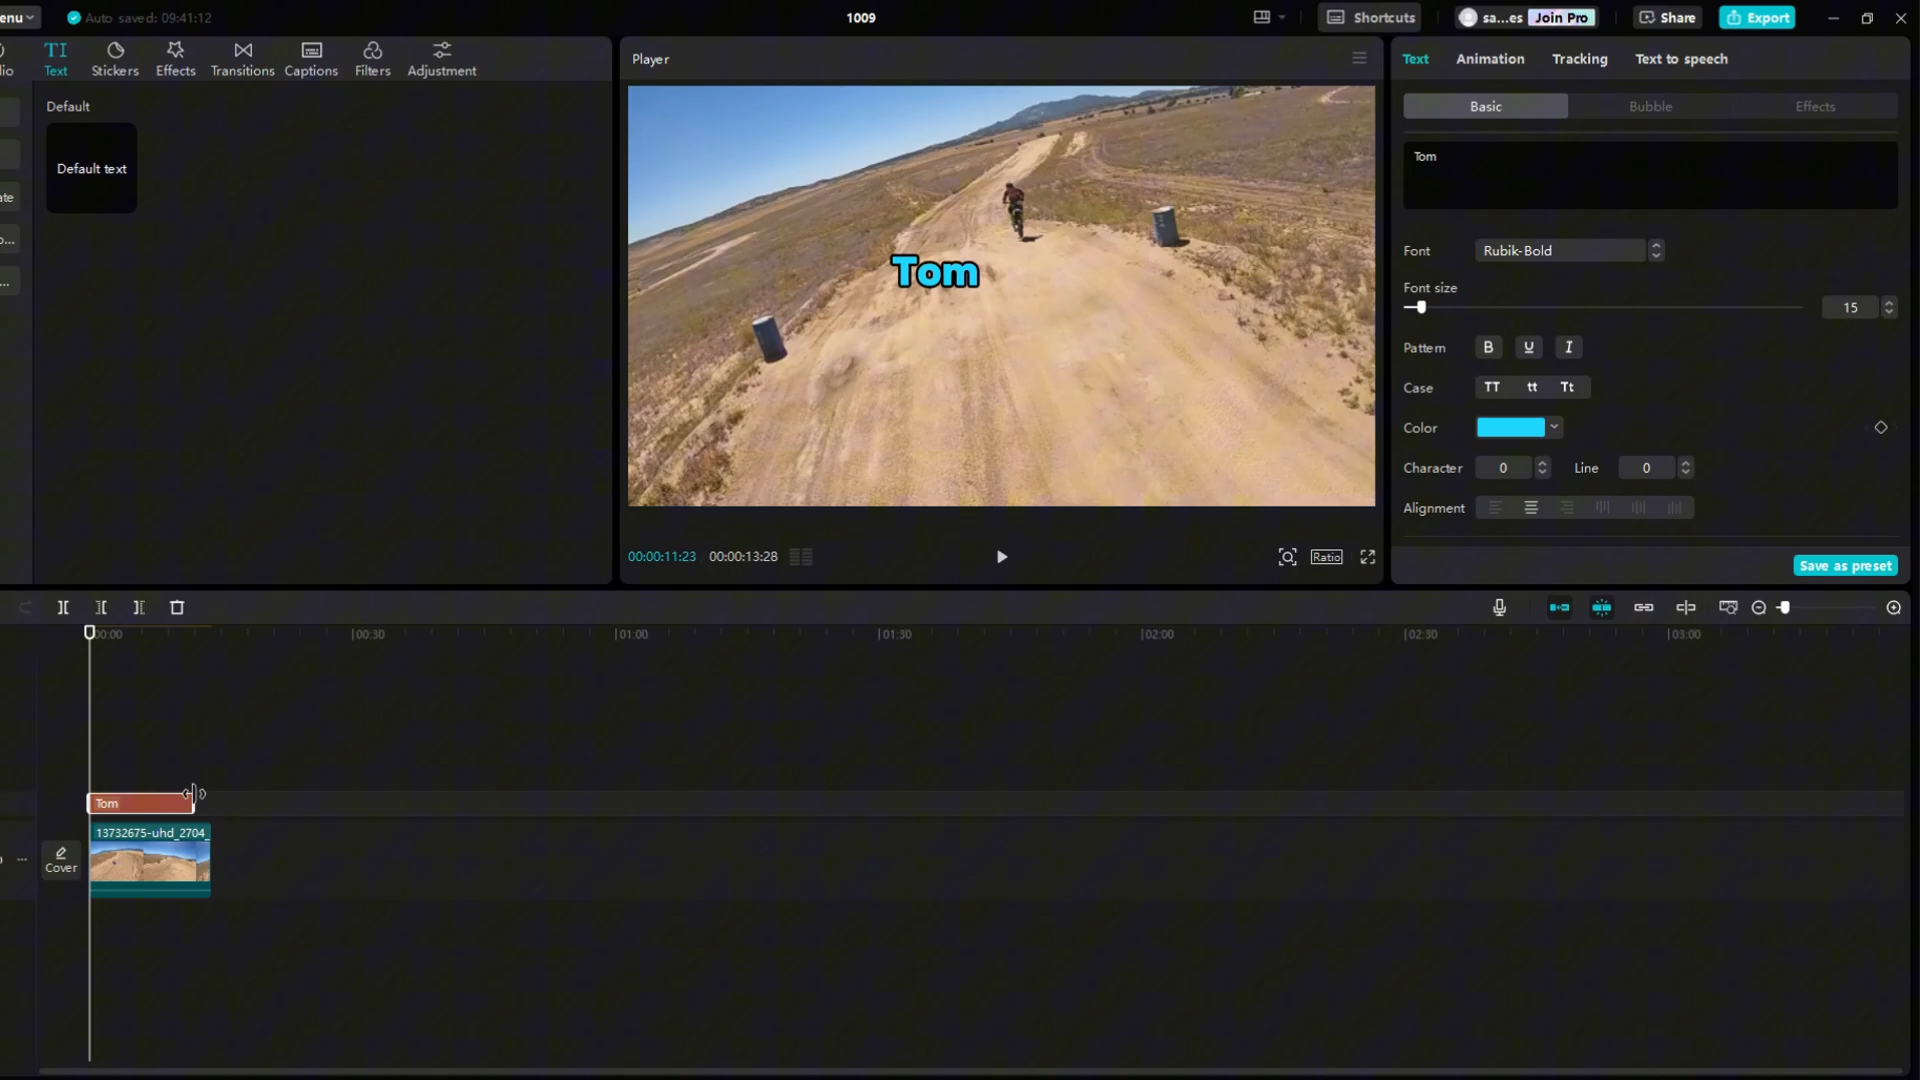 enu
Auto saved: 09:41:12
1009
Shortcuts
sa...es
Join Pro
Share
Export
io
TI
Text
Stickers
Effects
Transitions
Captions
Filters
Adjustment
Default
Default text
ate
o...
...
Player
Tom
00:00:11:23
00:00:13:28
Ratio
Text
Animation
Tracking
Text to speech
Basic
Bubble
Effects
Tom
Font
Rubik-Bold
Font size
15
Pattern
B
U
I
Case
TT
tt
Tt
Color
Character
0
Line
0
Alignment
Save as preset
00:00
00:30
01:00
01:30
02:00
02:30
03:00
Tom
13732675-uhd_2704_
Cover